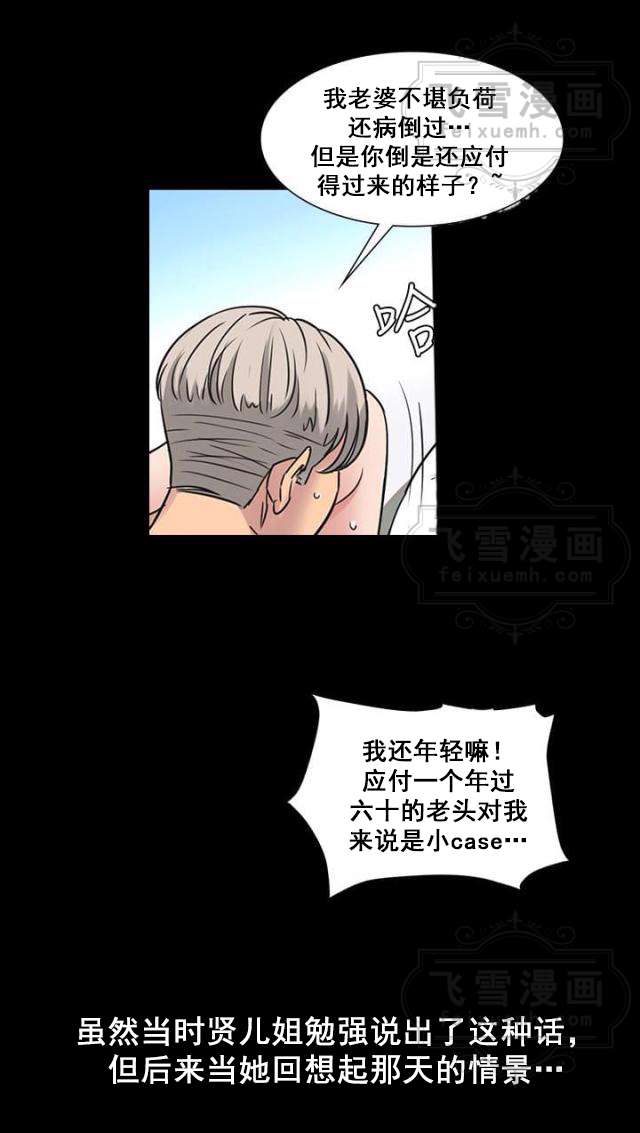 飞雪漫画
feixuemh.com
我老婆不堪负荷
还病倒过…
但是你倒是还应付
得过来的样子？~
哈
飞雪漫画
feixuemh.com
我还年轻嘛！
应付一个年过
六十的老头对我
来说是小case…
飞雪漫画
feixuemh.com
虽然当时贤儿姐勉强说出了这种话，
但后来当她回想起那天的情景…